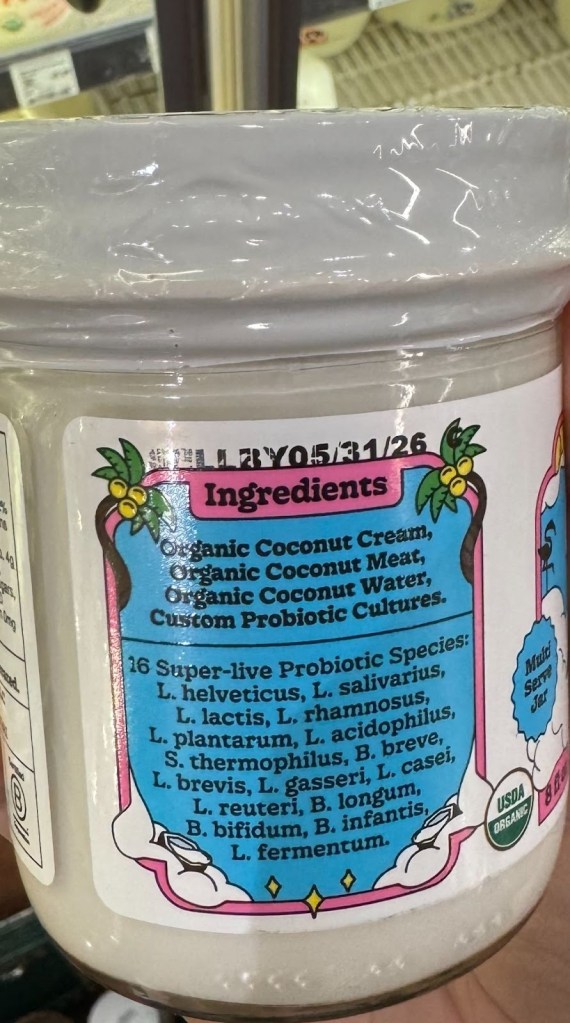 SELLBY05/31/26
Ingredients
Organic Coconut Cream,
Organic Coconut Meat,
Organic Coconut Water,
Custom Probiotic Cultures.
16 Super-live Probiotic Species:
L. helveticus, L. salivarius,
L. lactis, L. rhamnosus,
L. plantarum, L. acidophilus,
S. thermophilus, B. breve,
L. brevis, L. gasseri, L. casei,
L. reuteri, B. longum,
B. bifidum, B. infantis,
L. fermentum.
Multi
Serve
Jar
USDA
ORGANIC